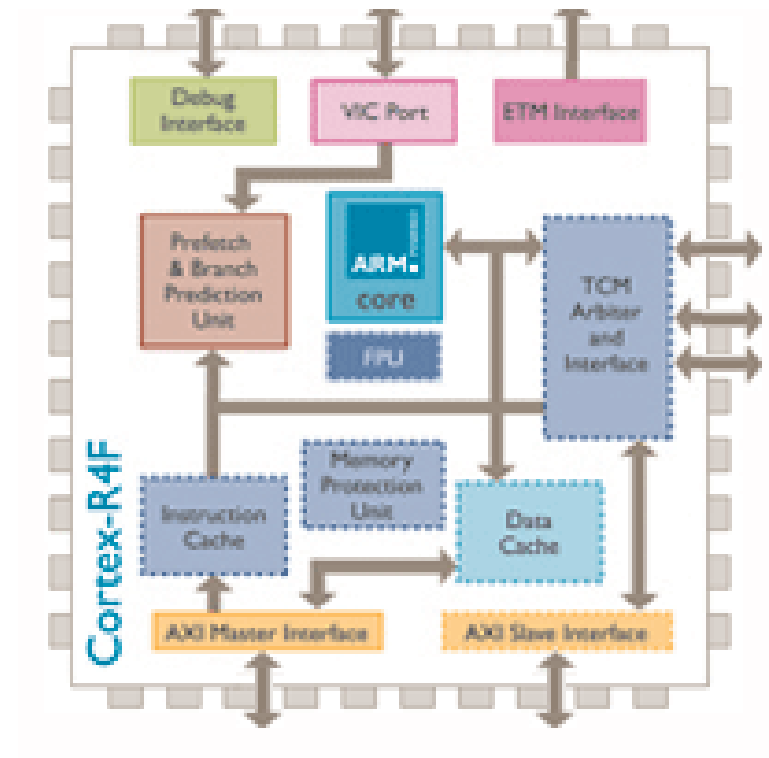 Debug
Interface
VIC Port
ETM Interface
Prefetch
& Branch
Prediction
Unit
ARM
core
FPU
TCM
Arbiter
and
Interface
Memory
Protection
Unit
Instruction
Cache
Data
Cache
AXI Master Interface
AXI Slave Interface
Cortex-R4F